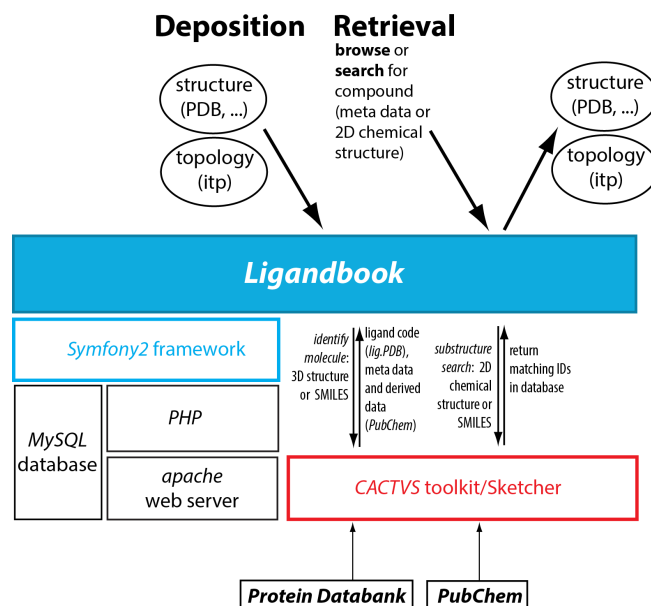 Deposition
Retrieval
browse or
search for
compound
(meta data or
2D chemical
structure)
structure
(PDB, ...)
topology
(itp)
structure
(PDB, ...)
topology
(itp)
Ligandbook
Symfony2 framework
MySQL
database
PHP
apache
web server
identify
molecule:
3D structure
or SMILES
ligand code
(lig.PDB),
meta data
and derived
data
(PubChem)
substructure
search: 2D
chemical
structure or
SMILES
return
matching IDs
in database
CACTVS toolkit/Sketcher
Protein Databank
PubChem